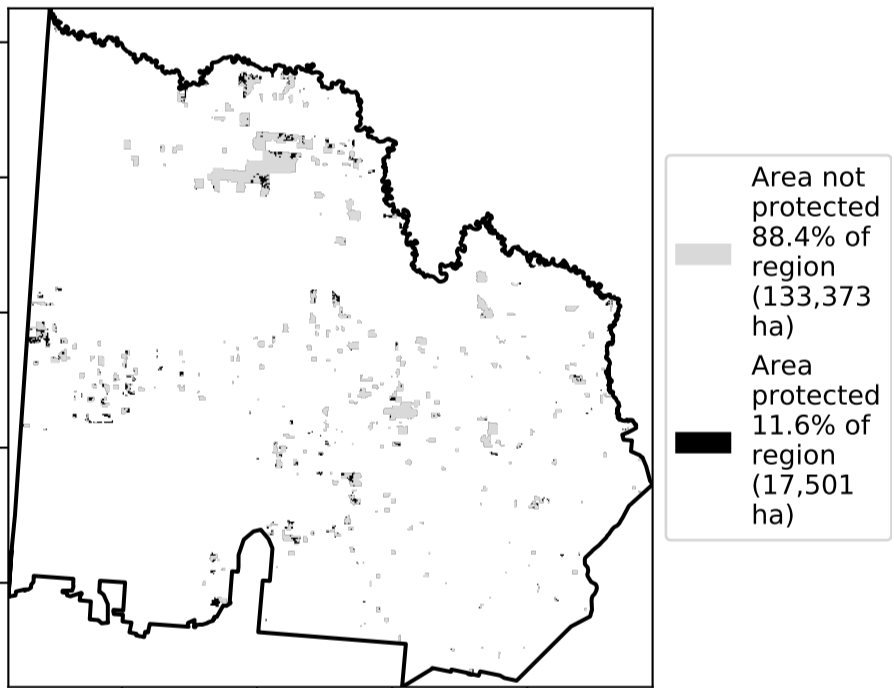 Area not
protected
88.4% of
region
(133,373
ha)
Area
protected
11.6% of
region
(17,501
ha)